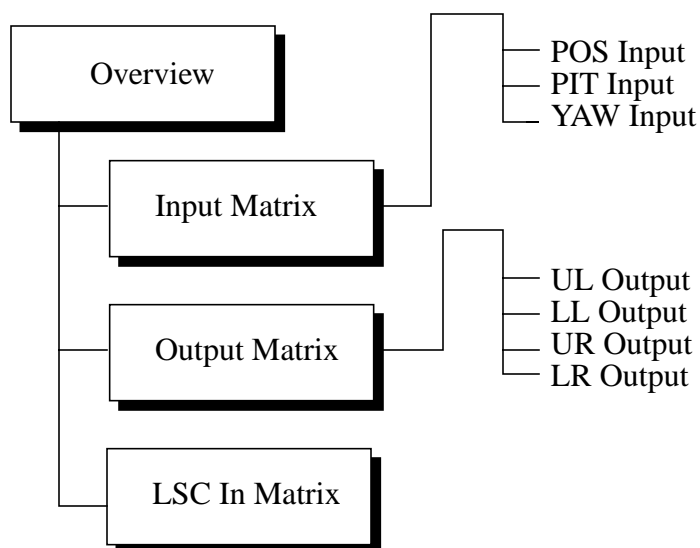 Overview
POS Input
PIT Input
YAW Input
Input Matrix
UL Output
LL Output
UR Output
LR Output
Output Matrix
LSC In Matrix